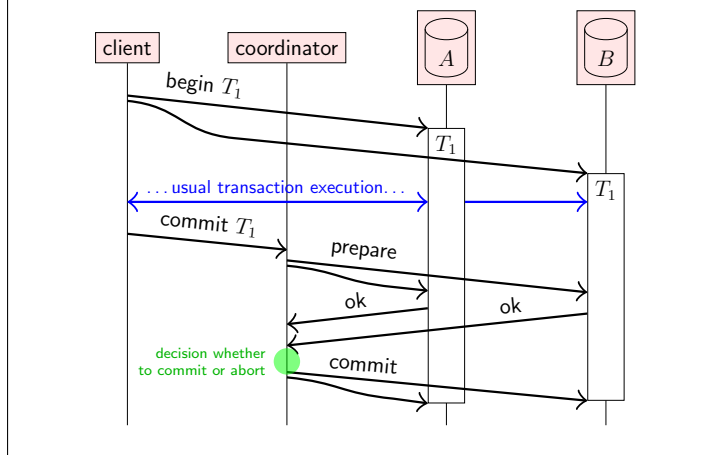 client
coordinator
A
B
begin T₁
T₁
T₁
...usual transaction execution...
commit T₁
prepare
ok
ok
decision whether
to commit or abort
commit